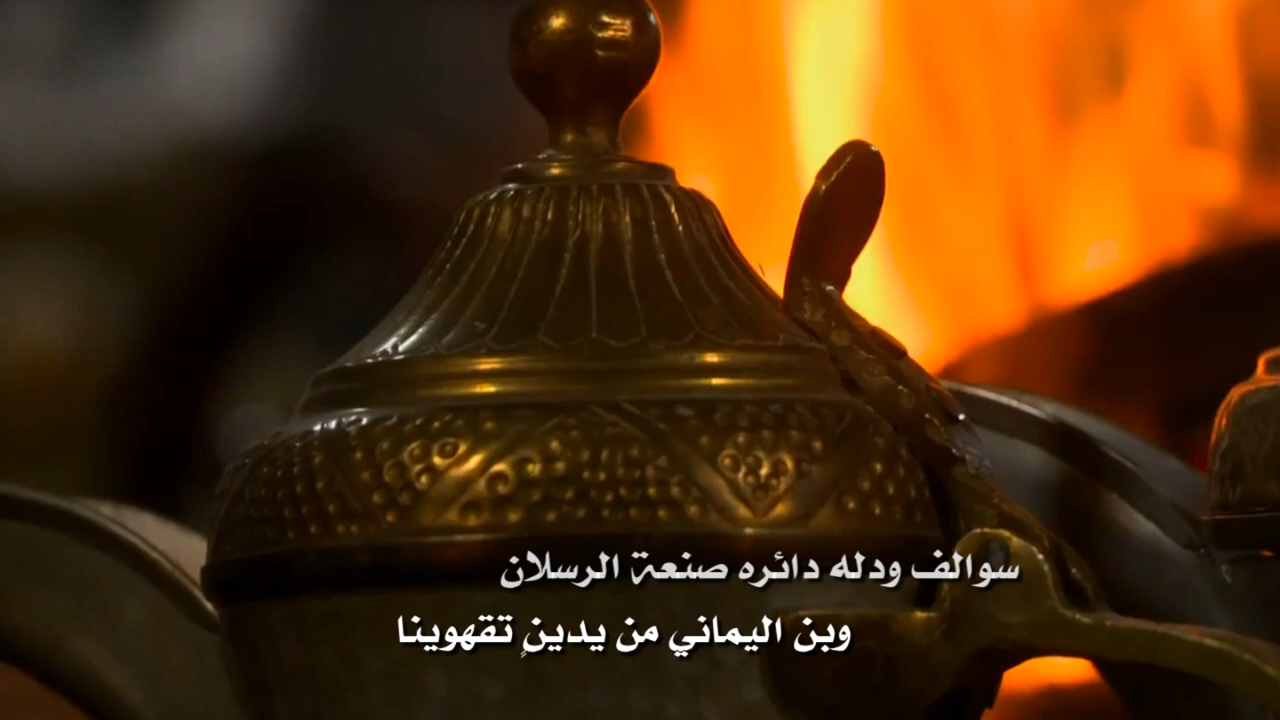 سوالف ودله دائره صنعة الرسلان
وبن اليماني من يدينٍ تقهوينا